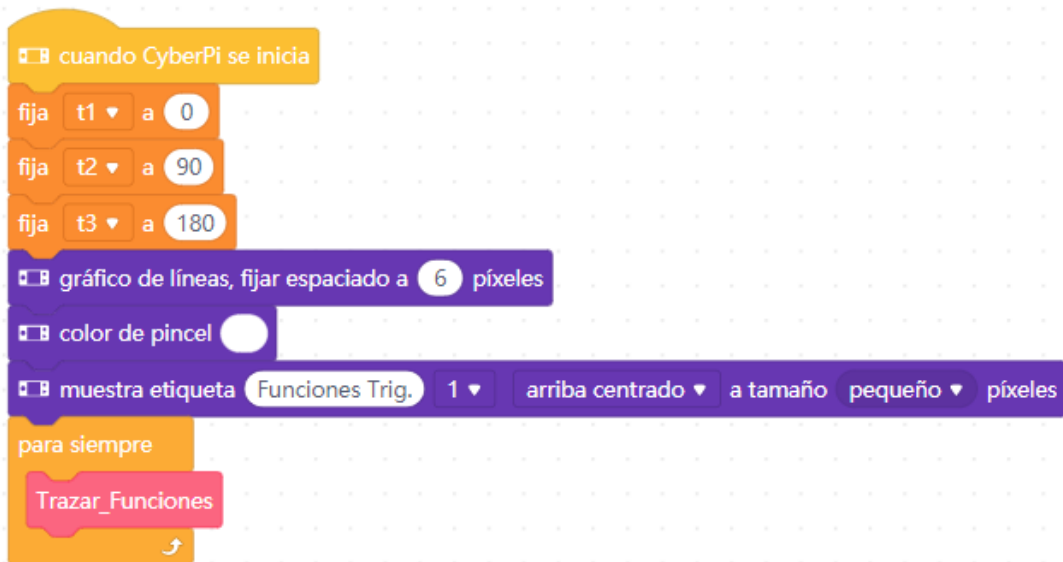 cuando CyberPi se inicia
fija t1 a 0
fija t2 a 90
fija t3 a 180
gráfico de líneas, fijar espaciado a 6 píxeles
color de pincel
muestra etiqueta Funciones Trig. 1 arriba centrado a tamaño pequeño píxeles
para siempre
Trazar_Funciones